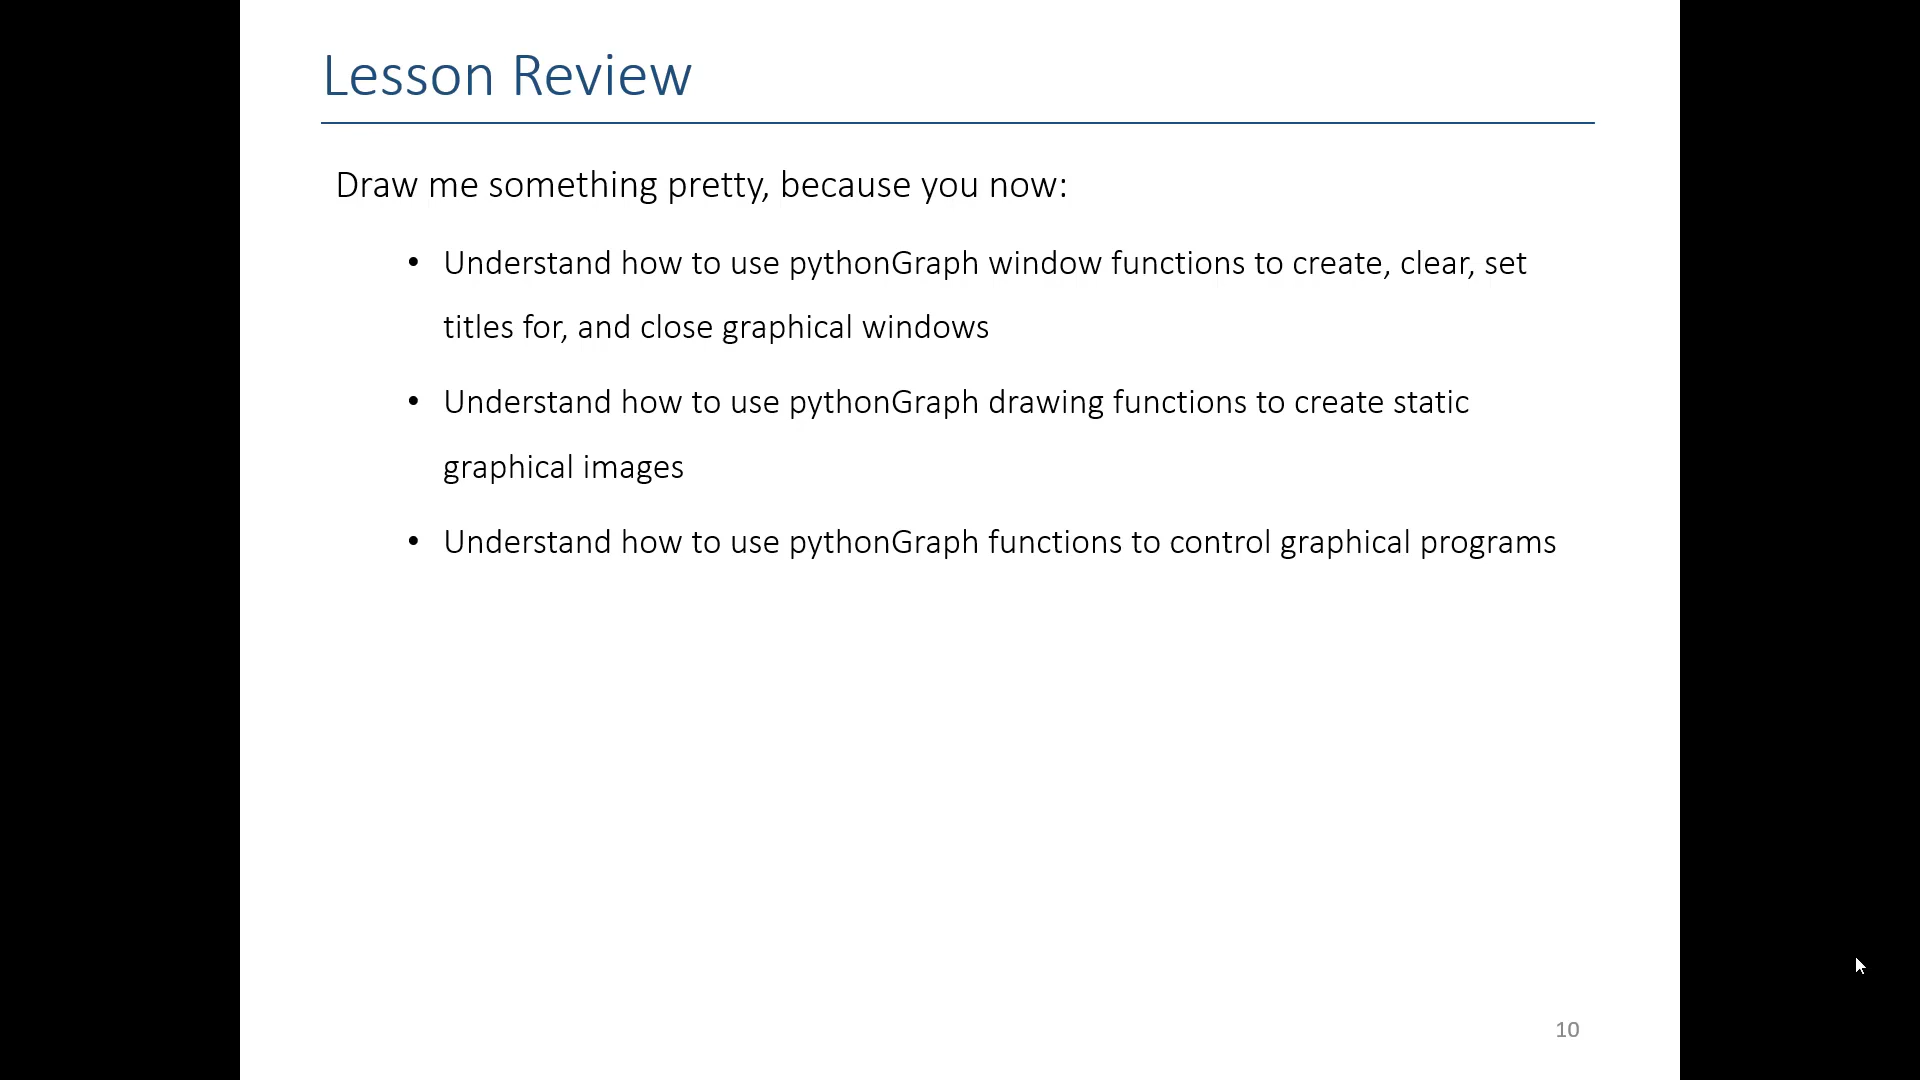 Lesson Review
Draw me something pretty, because you now:
• Understand how to use pythonGraph window functions to create, clear, set
titles for, and close graphical windows
• Understand how to use pythonGraph drawing functions to create static
graphical images
• Understand how to use pythonGraph functions to control graphical programs
10